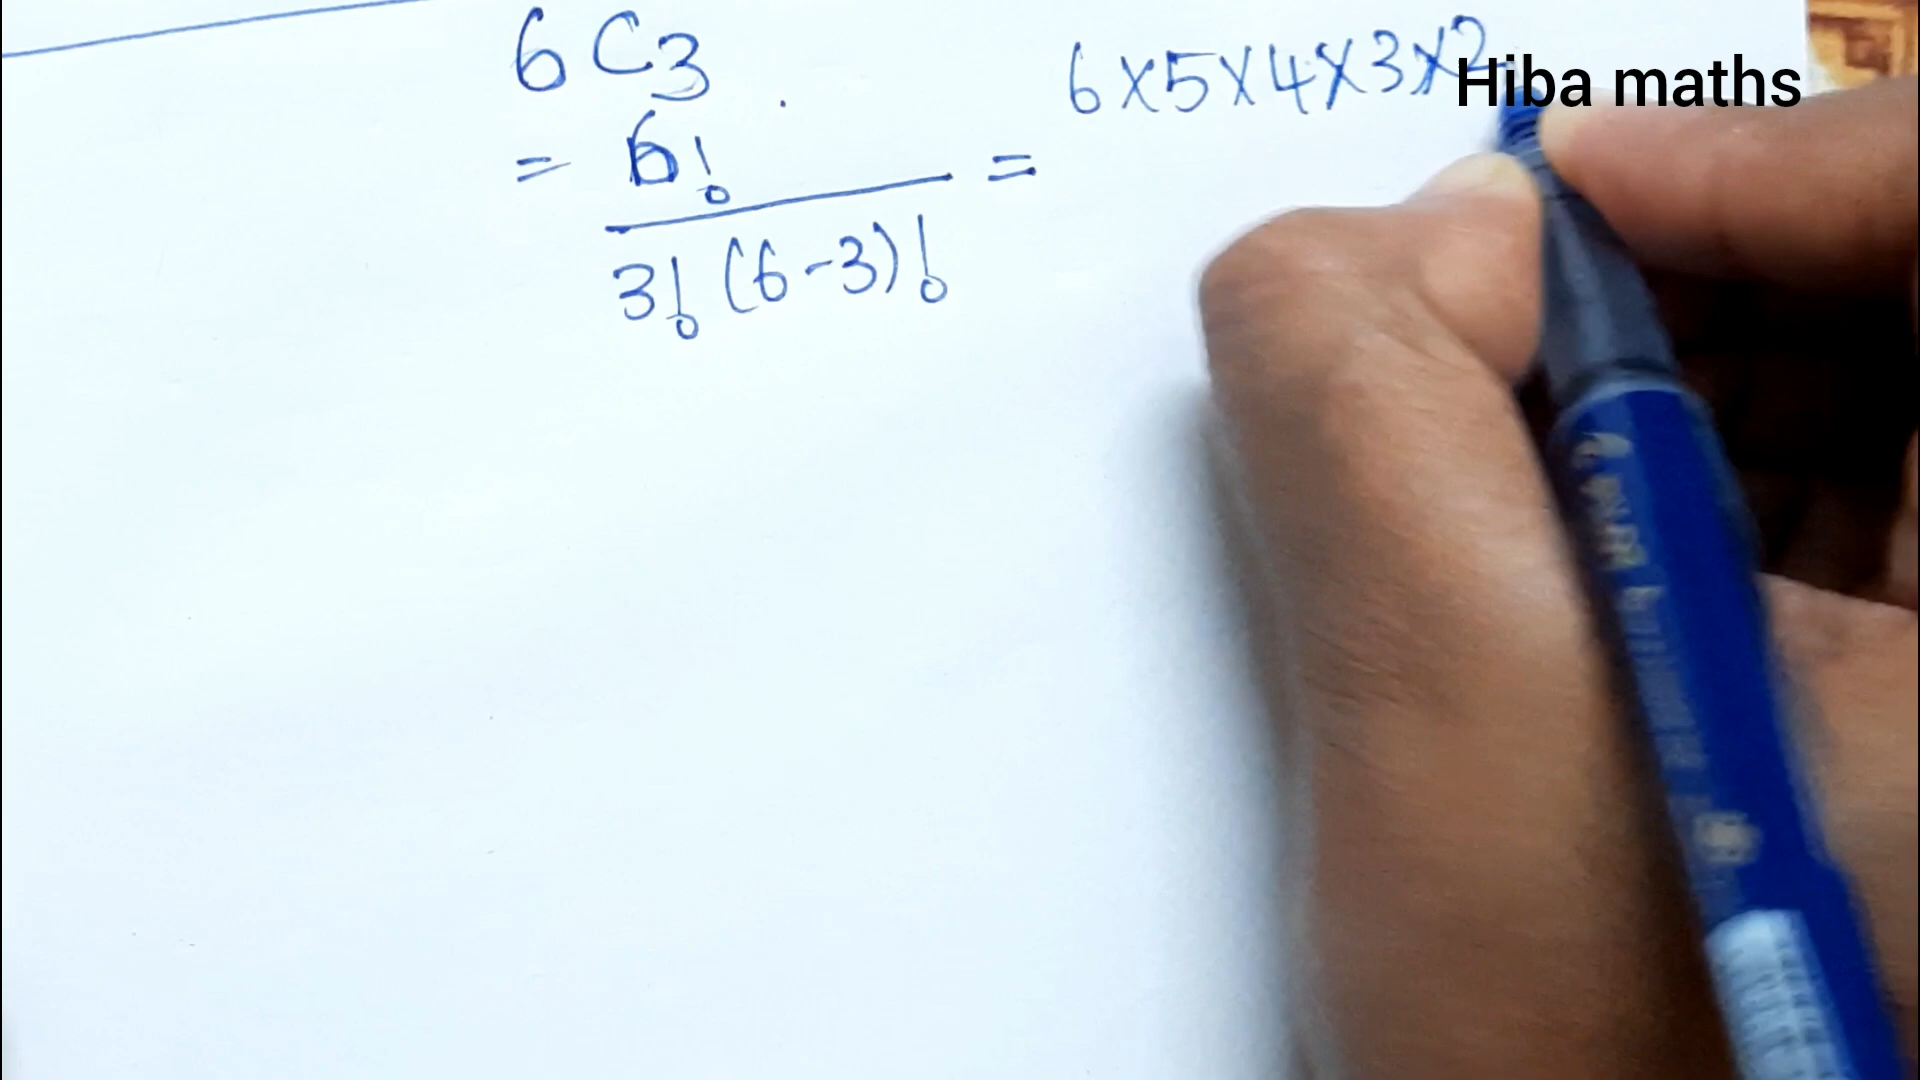 6C3
6×5×4×3×2
Hiba maths
= 6! =
3! (6-3)!